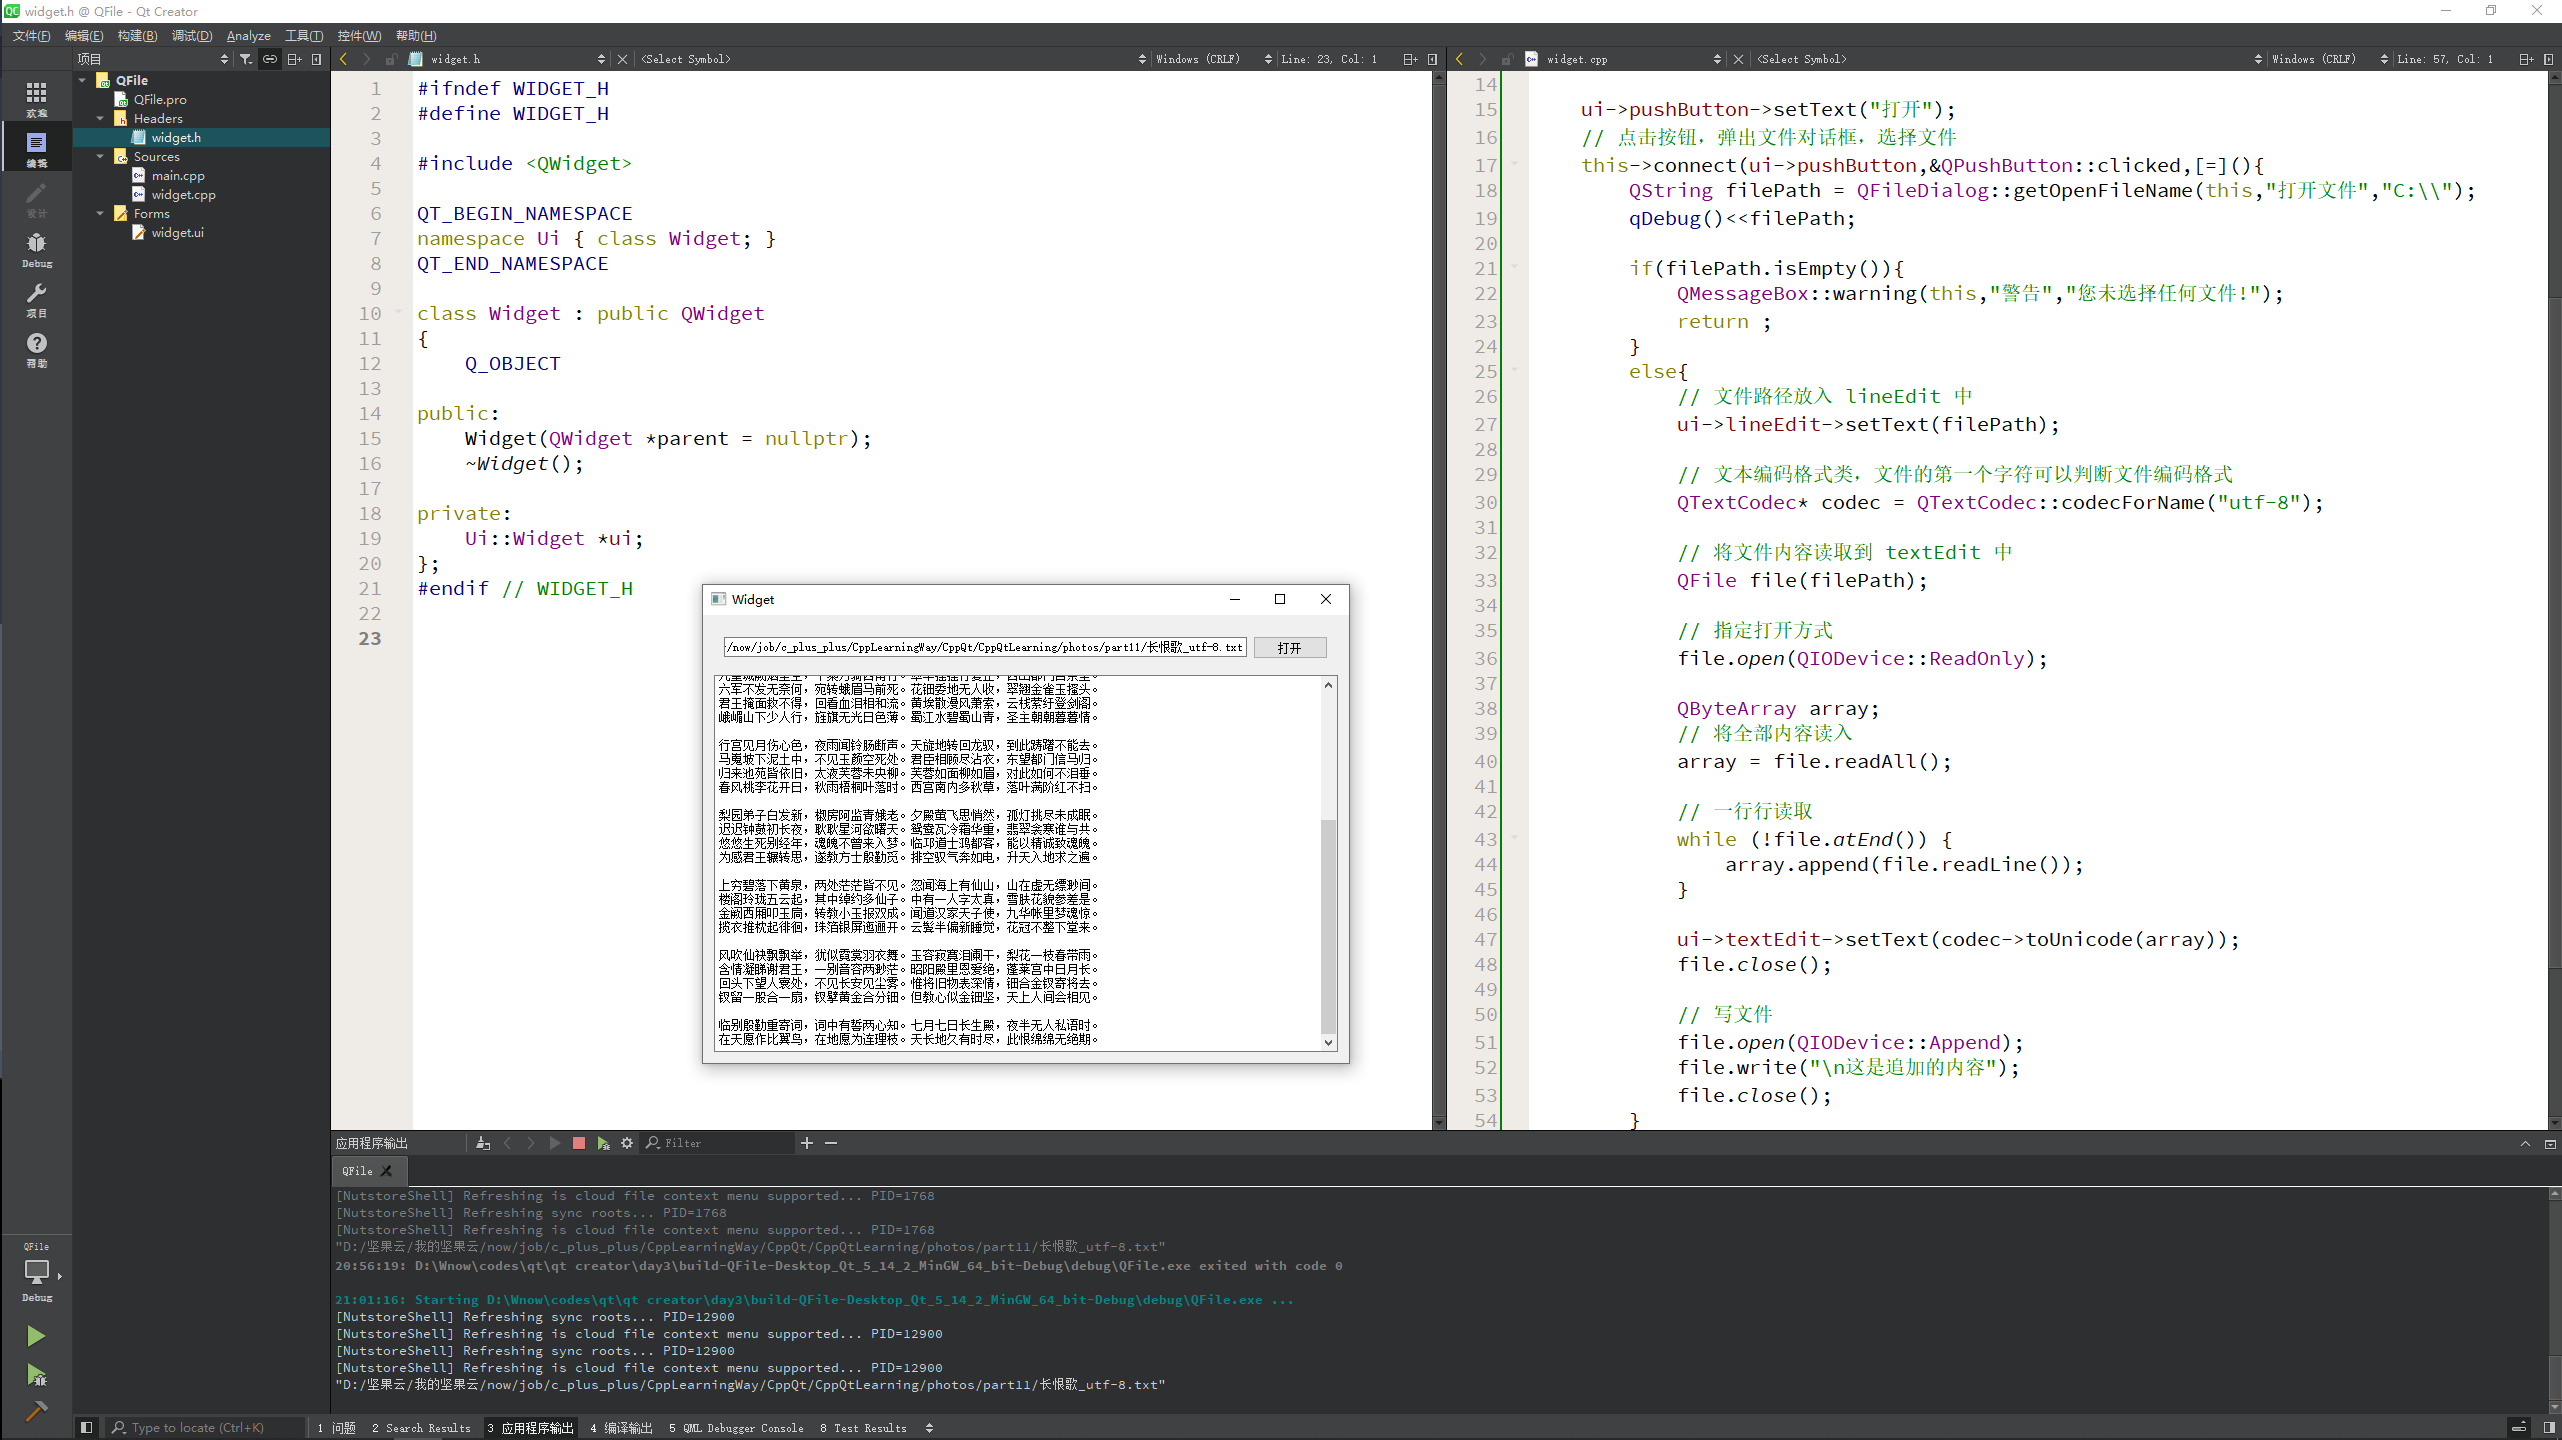 widget.h @ QFile - Qt Creator
文件(F) 编辑(E) 构建(B) 调试(D) Analyze 工具(T) 控件(W) 帮助(H)
项目
widget.h
<Select Symbol>
Windows (CRLF)
Line: 23, Col: 1
widget.cpp
<Select Symbol>
Windows (CRLF)
Line: 57, Col: 1
欢迎
编辑
设计
Debug
项目
帮助
QFile
QFile.pro
Headers
widget.h
Sources
main.cpp
widget.cpp
Forms
widget.ui
1 #ifndef WIDGET_H
2 #define WIDGET_H
3
4 #include <QWidget>
5
6 QT_BEGIN_NAMESPACE
7 namespace Ui { class Widget; }
8 QT_END_NAMESPACE
9
10 class Widget : public QWidget
11 {
12 Q_OBJECT
13
14 public:
15 Widget(QWidget *parent = nullptr);
16 ~Widget();
17
18 private:
19 Ui::Widget *ui;
20 };
21 #endif // WIDGET_H
22
23
14
15 ui->pushButton->setText("打开");
16 // 点击按钮，弹出文件对话框，选择文件
17 this->connect(ui->pushButton,&QPushButton::clicked,[=](){
18 QString filePath = QFileDialog::getOpenFileName(this,"打开文件","C:\\");
19 qDebug()<<filePath;
20
21 if(filePath.isEmpty()){
22 QMessageBox::warning(this,"警告","您未选择任何文件!");
23 return ;
24 }
25 else{
26 // 文件路径放入 lineEdit 中
27 ui->lineEdit->setText(filePath);
28
29 // 文本编码格式类，文件的第一个字符可以判断文件编码格式
30 QTextCodec* codec = QTextCodec::codecForName("utf-8");
31
32 // 将文件内容读取到 textEdit 中
33 QFile file(filePath);
34
35 // 指定打开方式
36 file.open(QIODevice::ReadOnly);
37
38 QByteArray array;
39 // 将全部内容读入
40 array = file.readAll();
41
42 // 一行行读取
43 while (!file.atEnd()) {
44 array.append(file.readLine());
45 }
46
47 ui->textEdit->setText(codec->toUnicode(array));
48 file.close();
49
50 // 写文件
51 file.open(QIODevice::Append);
52 file.write("\n这是追加的内容");
53 file.close();
54 }
Widget
/now/job/c_plus_plus/CppLearningWay/CppQt/CppQtLearning/photos/part11/长恨歌_utf-8.txt 打开
六军不发无奈何，宛转蛾眉马前死。花钿委地无人收，翠翘金雀玉搔头。
君王掩面救不得，回看血泪相和流。黄埃散漫风萧索，云栈萦纡登剑阁。
峨嵋山下少人行，旌旗无光日色薄。蜀江水碧蜀山青，圣主朝朝暮暮情。
行宫见月伤心色，夜雨闻铃肠断声。天旋地转回龙驭，到此踌躇不能去。
马嵬坡下泥土中，不见玉颜空死处。君臣相顾尽沾衣，东望都门信马归。
归来池苑皆依旧，太液芙蓉未央柳。芙蓉如面柳如眉，对此如何不泪垂。
春风桃李花开日，秋雨梧桐叶落时。西宫南内多秋草，落叶满阶红不扫。
梨园弟子白发新，椒房阿监青娥老。夕殿萤飞思悄然，孤灯挑尽未成眠。
迟迟钟鼓初长夜，耿耿星河欲曙天。鸳鸯瓦冷霜华重，翡翠衾寒谁与共。
悠悠生死别经年，魂魄不曾来入梦。临邛道士鸿都客，能以精诚致魂魄。
为感君王辗转思，遂教方士殷勤觅。排空驭气奔如电，升天入地求之遍。
上穷碧落下黄泉，两处茫茫皆不见。忽闻海上有仙山，山在虚无缥渺间。
楼阁玲珑五云起，其中绰约多仙子。中有一人字太真，雪肤花貌参差是。
金阙西厢叩玉扃，转教小玉报双成。闻道汉家天子使，九华帐里梦魂惊。
揽衣推枕起徘徊，珠箔银屏迤逦开。云鬓半偏新睡觉，花冠不整下堂来。
风吹仙袂飘飘举，犹似霓裳羽衣舞。玉容寂寞泪阑干，梨花一枝春带雨。
含情凝睇谢君王，一别音容两渺茫。昭阳殿里恩爱绝，蓬莱宫中日月长。
回头下望人寰处，不见长安见尘雾。惟将旧物表深情，钿合金钗寄将去。
钗留一股合一扇，钗擘黄金合分钿。但教心似金钿坚，天上人间会相见。
临别殷勤重寄词，词中有誓两心知。七月七日长生殿，夜半无人私语时。
在天愿作比翼鸟，在地愿为连理枝。天长地久有时尽，此恨绵绵无绝期。
应用程序输出
Filter
QFile
[NutstoreShell] Refreshing is cloud file context menu supported... PID=1768
[NutstoreShell] Refreshing sync roots... PID=1768
[NutstoreShell] Refreshing is cloud file context menu supported... PID=1768
"D:/坚果云/我的坚果云/now/job/c_plus_plus/CppLearningWay/CppQt/CppQtLearning/photos/part11/长恨歌_utf-8.txt"
20:56:19: D:\Wnow\codes\qt\qt creator\day3\build-QFile-Desktop_Qt_5_14_2_MinGW_64_bit-Debug\debug\QFile.exe exited with code 0
21:01:16: Starting D:\Wnow\codes\qt\qt creator\day3\build-QFile-Desktop_Qt_5_14_2_MinGW_64_bit-Debug\debug\QFile.exe ...
[NutstoreShell] Refreshing sync roots... PID=12900
[NutstoreShell] Refreshing is cloud file context menu supported... PID=12900
[NutstoreShell] Refreshing sync roots... PID=12900
[NutstoreShell] Refreshing is cloud file context menu supported... PID=12900
"D:/坚果云/我的坚果云/now/job/c_plus_plus/CppLearningWay/CppQt/CppQtLearning/photos/part11/长恨歌_utf-8.txt"
QFile
Debug
Type to locate (Ctrl+K)
1 问题 2 Search Results 3 应用程序输出 4 编译输出 5 QML Debugger Console 8 Test Results